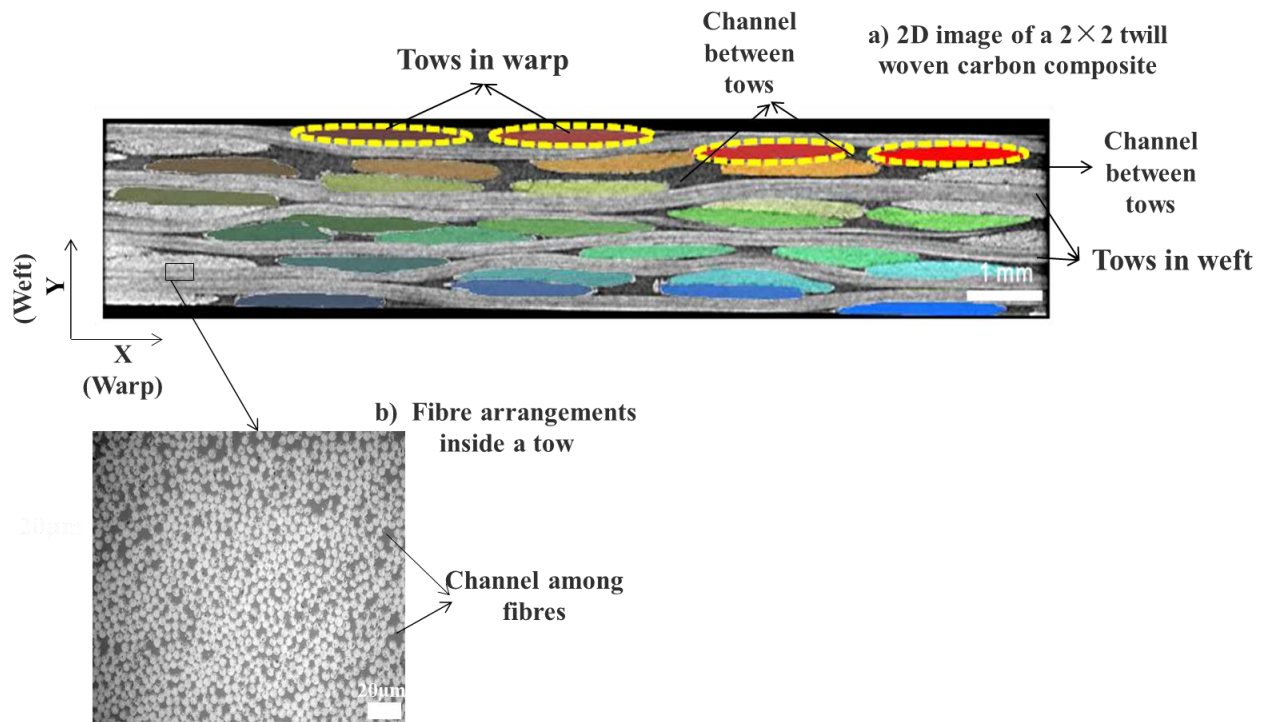 Channel
between
tows
a) 2D image of a 2×2 twill
woven carbon composite
Tows in warp
Channel
between
tows
Tows in weft
1 mm
Y
(Weft)
X
(Warp)
b) Fibre arrangements
inside a tow
20μm
Channel among
fibres
20μm